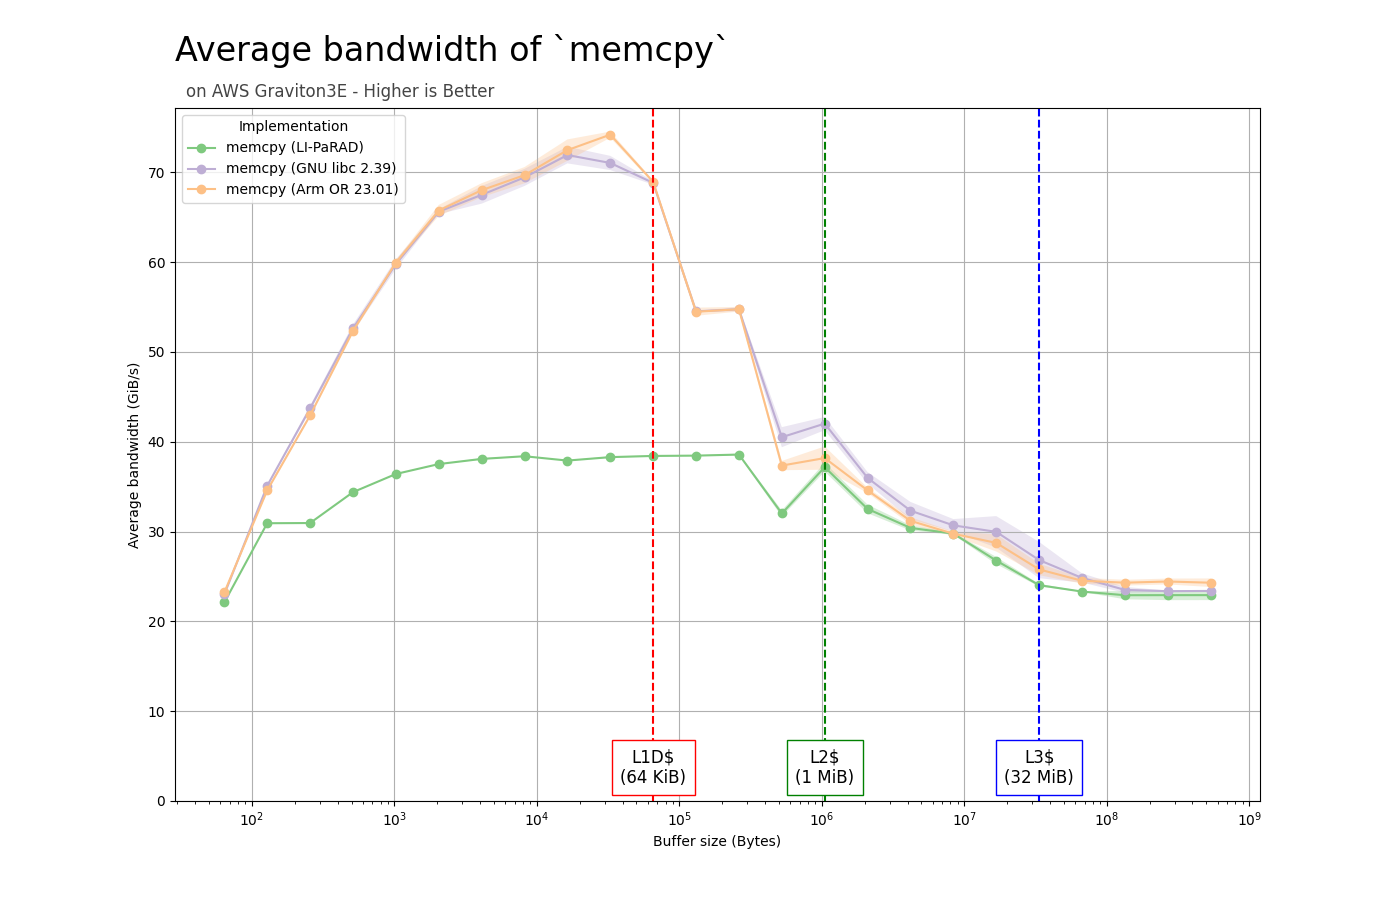 Average bandwidth of `memcpy`
on AWS Graviton3E - Higher is Better
Implementation
memcpy (LI-PaRAD)
memcpy (GNU libc 2.39)
memcpy (Arm OR 23.01)
Average bandwidth (GiB/s)
70
60
50
40
30
20
10
0
L1D$
(64 KiB)
L2$
(1 MiB)
L3$
(32 MiB)
10² 10³ 10⁴ 10⁵ 10⁶ 10⁷ 10⁸ 10⁹
Buffer size (Bytes)